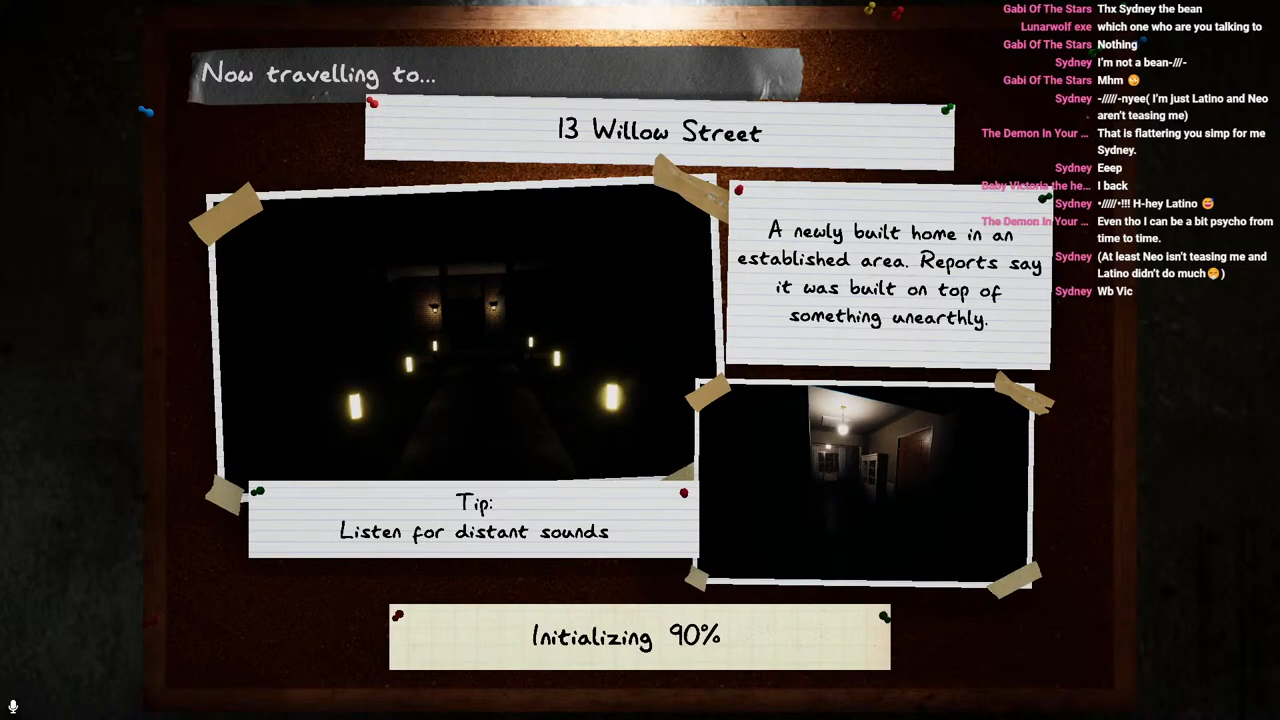 Now travelling to...
13 Willow Street
A newly built home in an
established area. Reports say
it was built on top of
something unearthly.
Tip:
Listen for distant sounds
Initializing 90%
Gabi Of The Stars Thx Sydney the bean
Lunarwolf exe which one who are you talking to
Gabi Of The Stars Nothing
Sydney I'm not a bean-///-
Gabi Of The Stars Mhm 😳
Sydney -/////-nyee( I'm just Latino and Neo
aren't teasing me)
The Demon In Your ... That is flattering you simp for me
Sydney.
Sydney Eeep
Baby Victoria the he... I back
Sydney •/////•!!! H-hey Latino 😅
The Demon In Your ... Even tho I can be a bit psycho from
time to time.
Sydney (At least Neo isn't teasing me and
Latino didn't do much😁)
Sydney Wb Vic